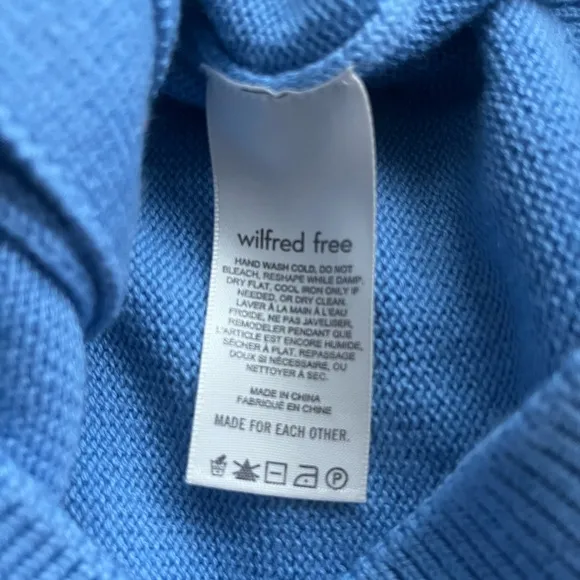 wilfred free
HAND WASH COLD, DO NOT
BLEACH, RESHAPE WHILE DAMP,
DRY FLAT, COOL IRON ONLY IF
NEEDED, OR DRY CLEAN.
LAVER À LA MAIN À L'EAU
FROIDE, NE PAS JAVELISER,
REMODELER PENDANT QUE
L'ARTICLE EST ENCORE HUMIDE,
SÉCHER À PLAT, REPASSAGE
DOUX SI NÉCESSAIRE, OU
NETTOYER À SEC.
MADE IN CHINA
FABRIQUÉ EN CHINE
MADE FOR EACH OTHER.
P